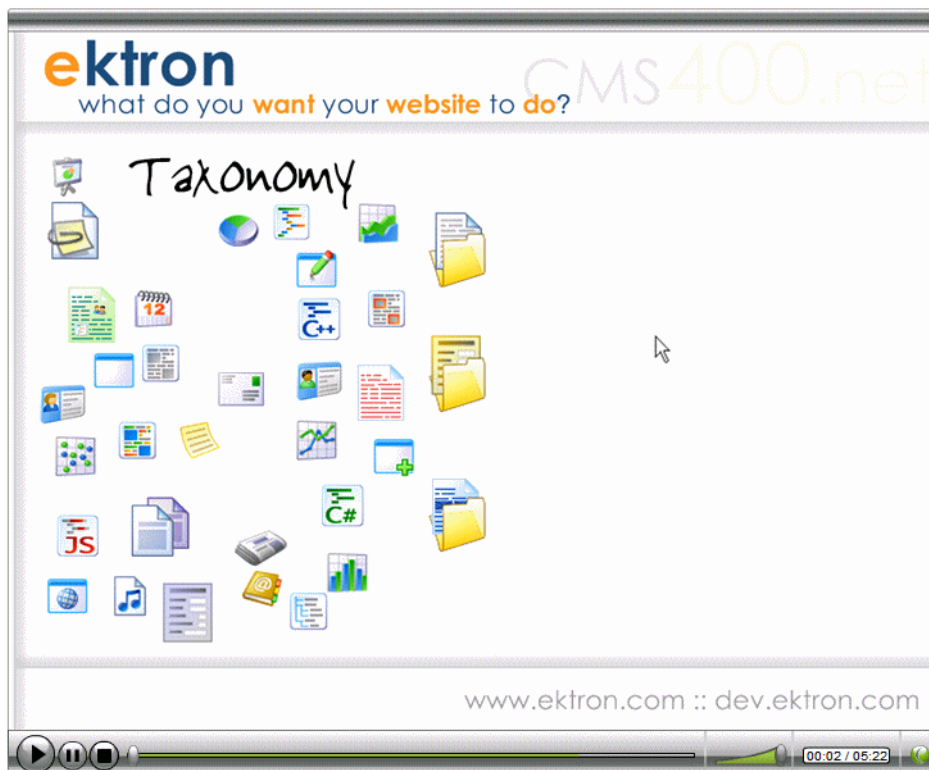 ektron
CMS400.net
what do you want your website to do?
Taxonomy
12
C++
C#
JS
@
www.ektron.com :: dev.ektron.com
00:02 / 05:22